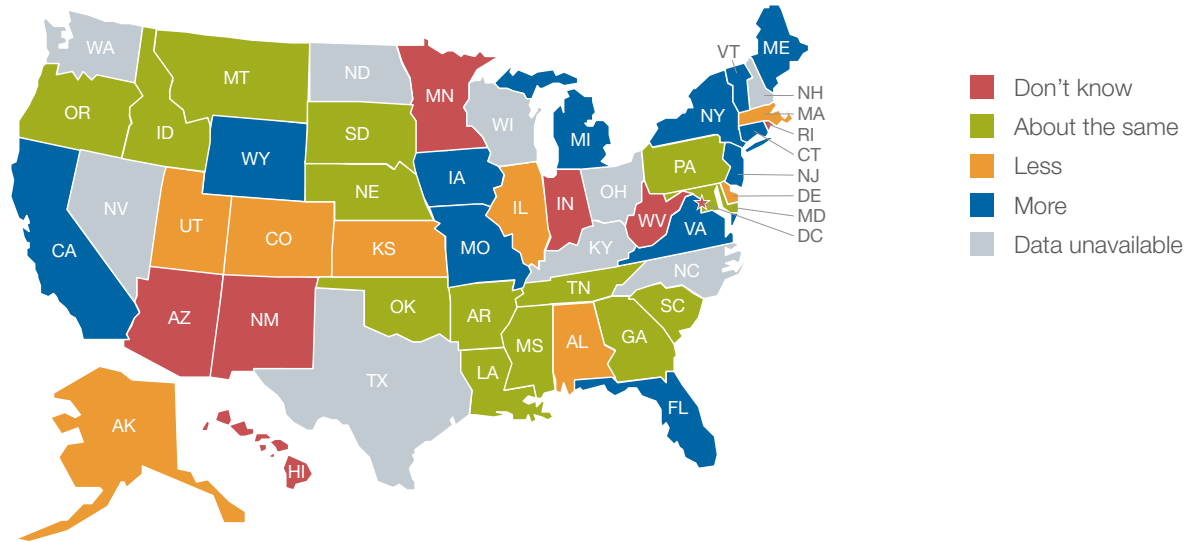 ME
WA
VT
MT
ND
MN
NH
OR
WI
NY
MA
ID
SD
MI
RI
WY
CT
PA
NJ
IA
NE
OH
DE
NV
UT
IL
IN
WV
MD
CO
VA
DC
CA
KS
MO
KY
NC
TN
OK
SC
AZ
NM
AR
GA
MS
AL
LA
TX
FL
AK
HI
Don't know
About the same
Less
More
Data unavailable